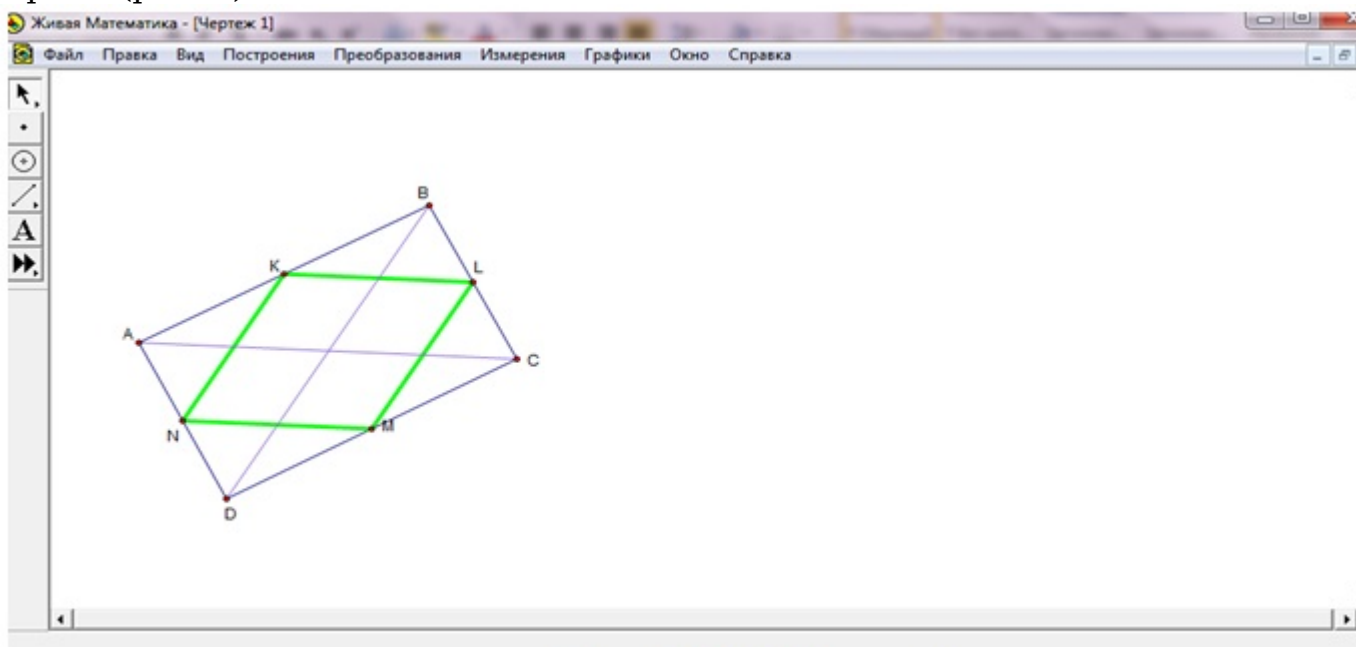 Живая Математика - [Чертеж 1]
Файл Правка Вид Построения Преобразования Измерения Графики Окно Справка
A
B
K
L
A
C
N
M
D